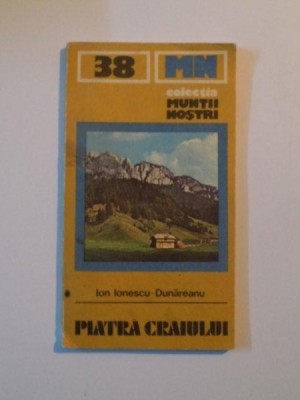 38 MN
colecția
MUNȚII
NOȘTRI
Ion Ionescu-Dunăreanu
PIATRA CRAIULUI